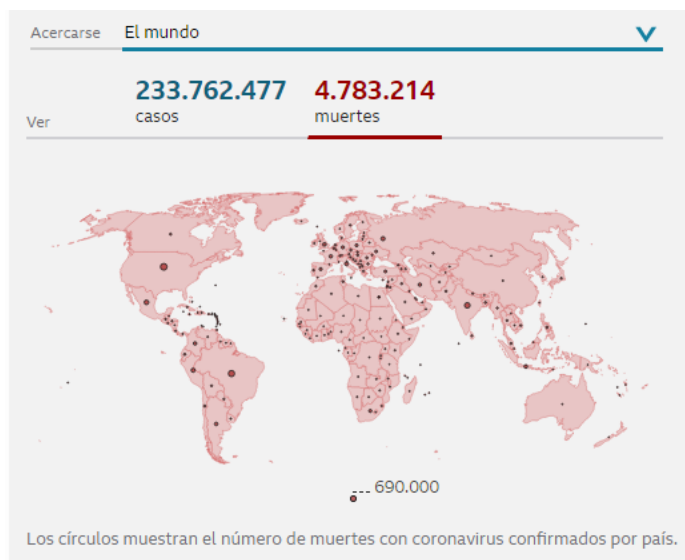 Acercarse El mundo
233.762.477 4.783.214
Ver casos muertes
690.000
Los círculos muestran el número de muertes con coronavirus confirmados por país.